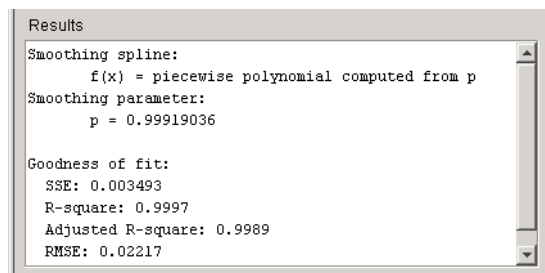 Results
Smoothing spline:
f(x) = piecewise polynomial computed from p
Smoothing parameter:
p = 0.99919036
Goodness of fit:
SSE: 0.003493
R-square: 0.9997
Adjusted R-square: 0.9989
RMSE: 0.02217